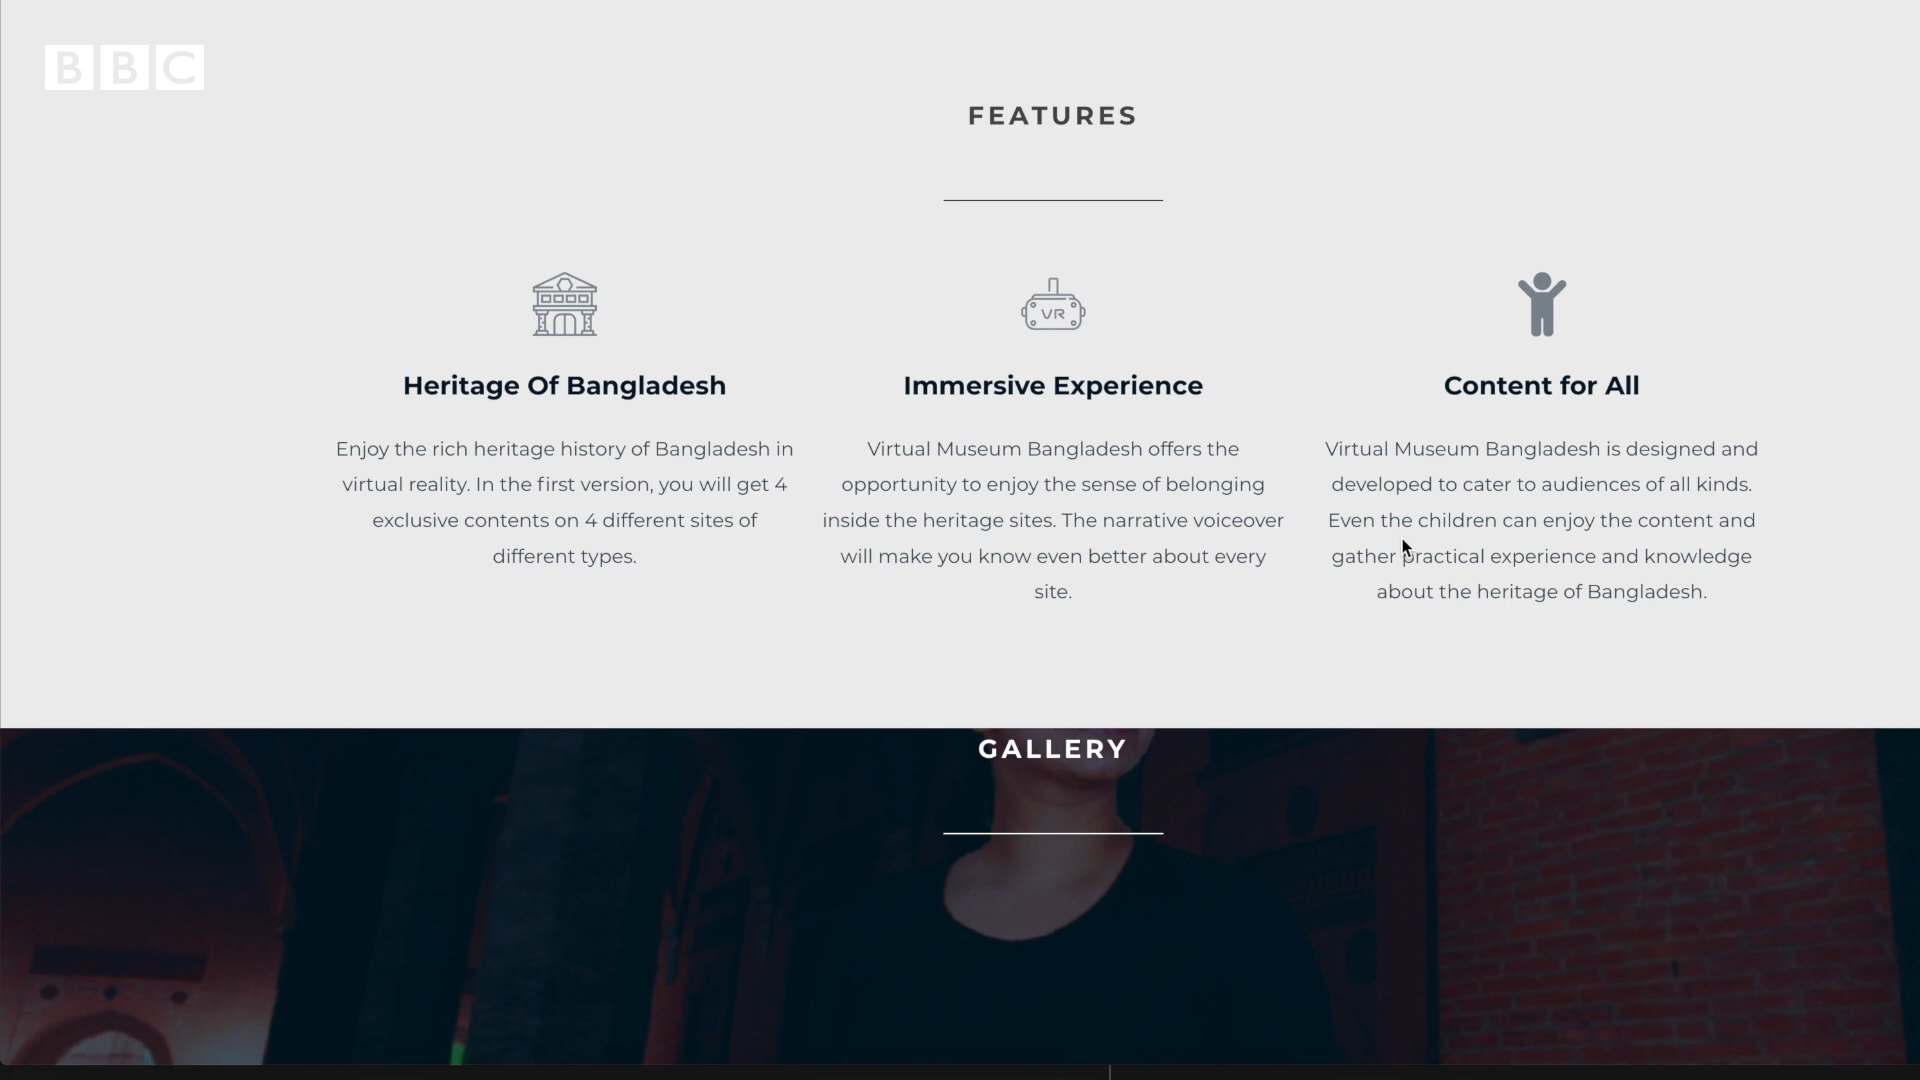 BBC
FEATURES
VR
Heritage Of Bangladesh
Enjoy the rich heritage history of Bangladesh in
virtual reality. In the first version, you will get 4
exclusive contents on 4 different sites of
different types.
Immersive Experience
Virtual Museum Bangladesh offers the
opportunity to enjoy the sense of belonging
inside the heritage sites. The narrative voiceover
will make you know even better about every
site.
Content for All
Virtual Museum Bangladesh is designed and
developed to cater to audiences of all kinds.
Even the children can enjoy the content and
gather practical experience and knowledge
about the heritage of Bangladesh.
GALLERY